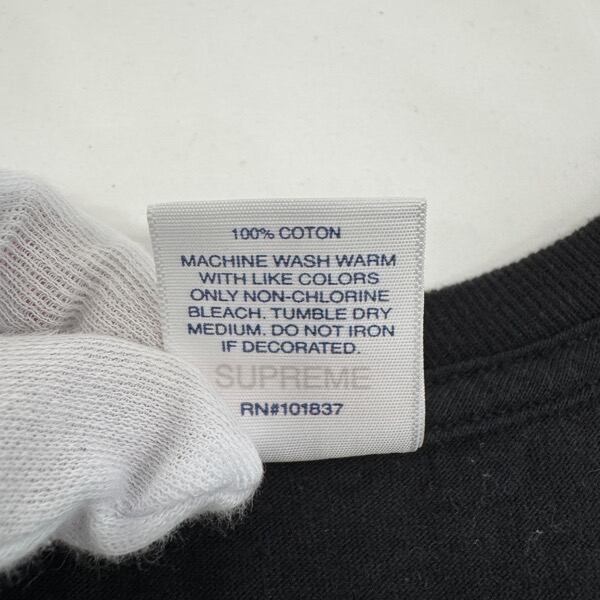 100% COTON
MACHINE WASH WARM
WITH LIKE COLORS
ONLY NON-CHLORINE
BLEACH. TUMBLE DRY
MEDIUM. DO NOT IRON
IF DECORATED.
SUPREME
RN#101837